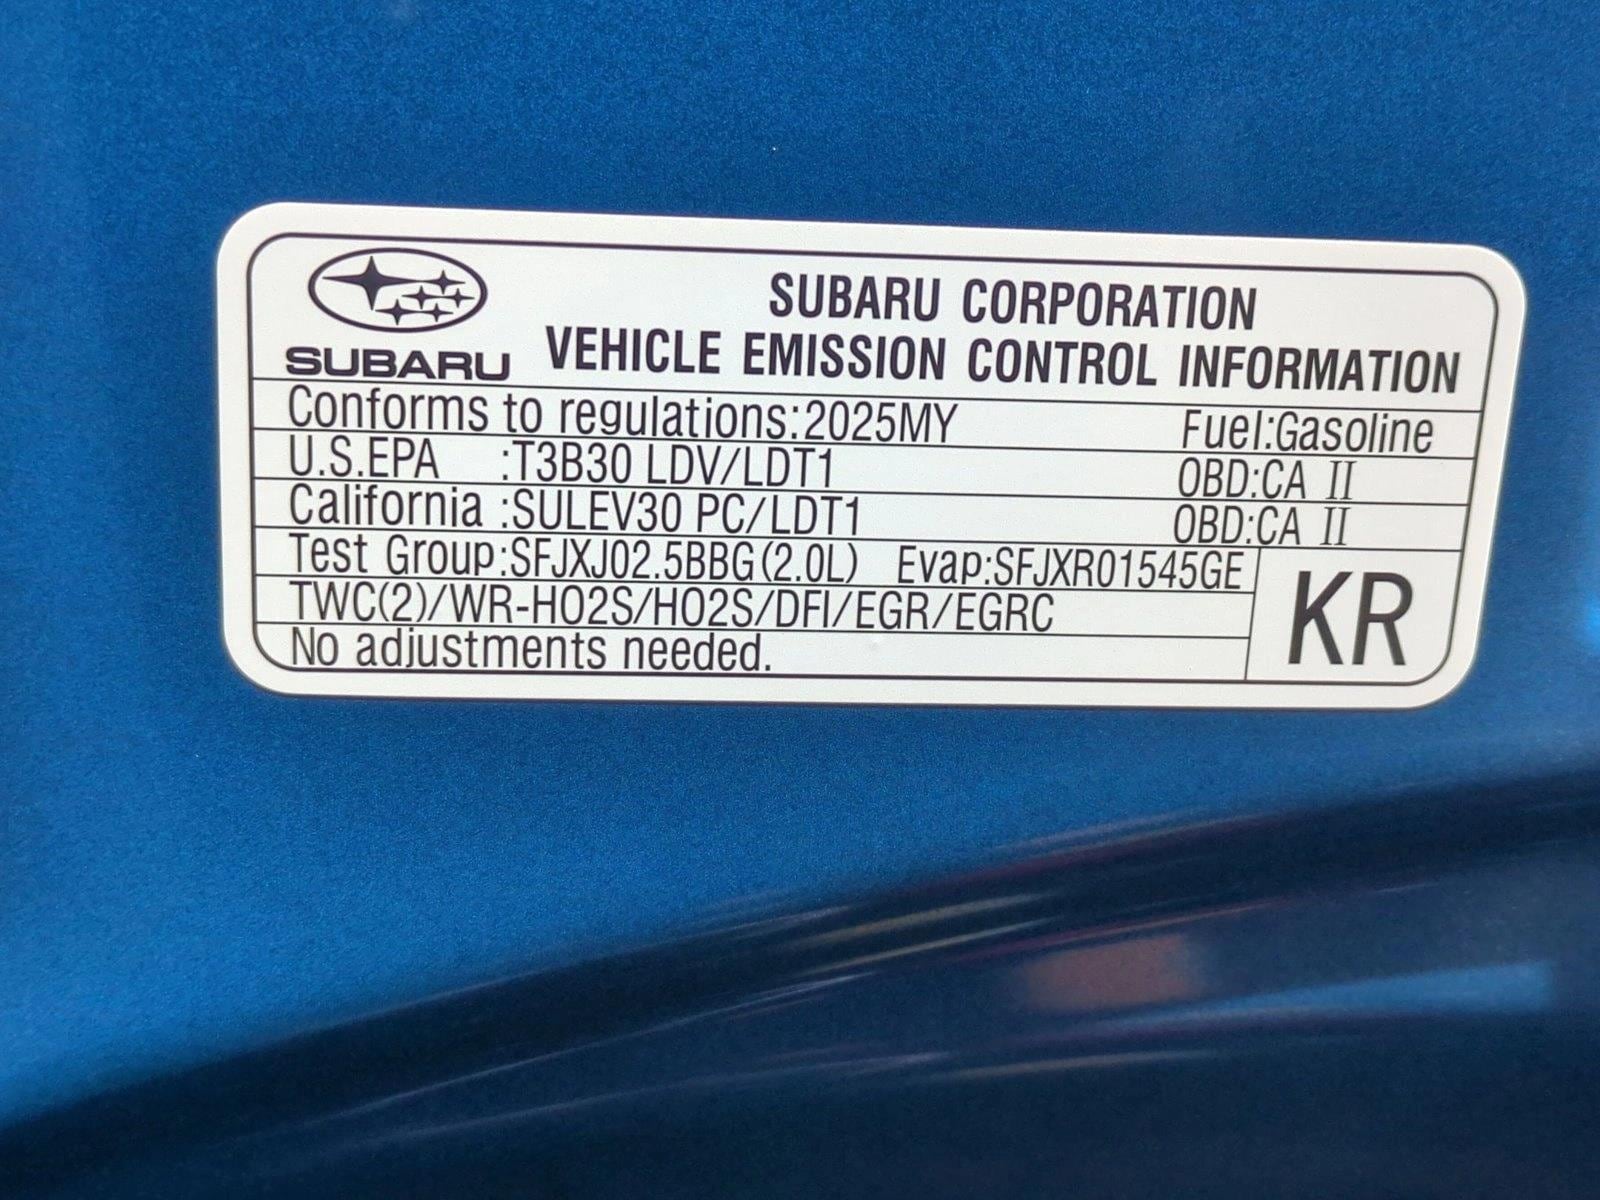 SUBARU CORPORATION
SUBARU VEHICLE EMISSION CONTROL INFORMATION
Conforms to regulations:2025MY Fuel:Gasoline
U.S.EPA :T3B30 LDV/LDT1 OBD:CA II
California :SULEV30 PC/LDT1 OBD:CA II
Test Group:SFJXJ02.5BBG(2.0L) Evap:SFJXR01545GE
TWC(2)/WR-HO2S/HO2S/DFI/EGR/EGRC
KR
No adjustments needed.